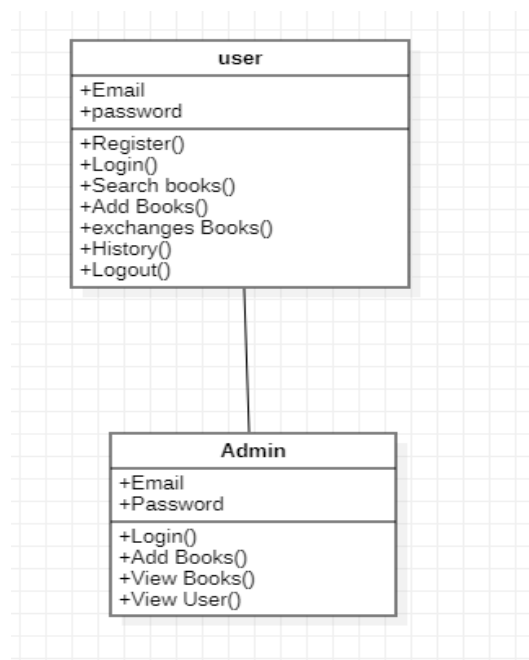 user
+Email
+password
+Register()
+Login()
+Search books()
+Add Books()
+exchanges Books()
+History()
+Logout()
Admin
+Email
+Password
+Login()
+Add Books()
+View Books()
+View User()